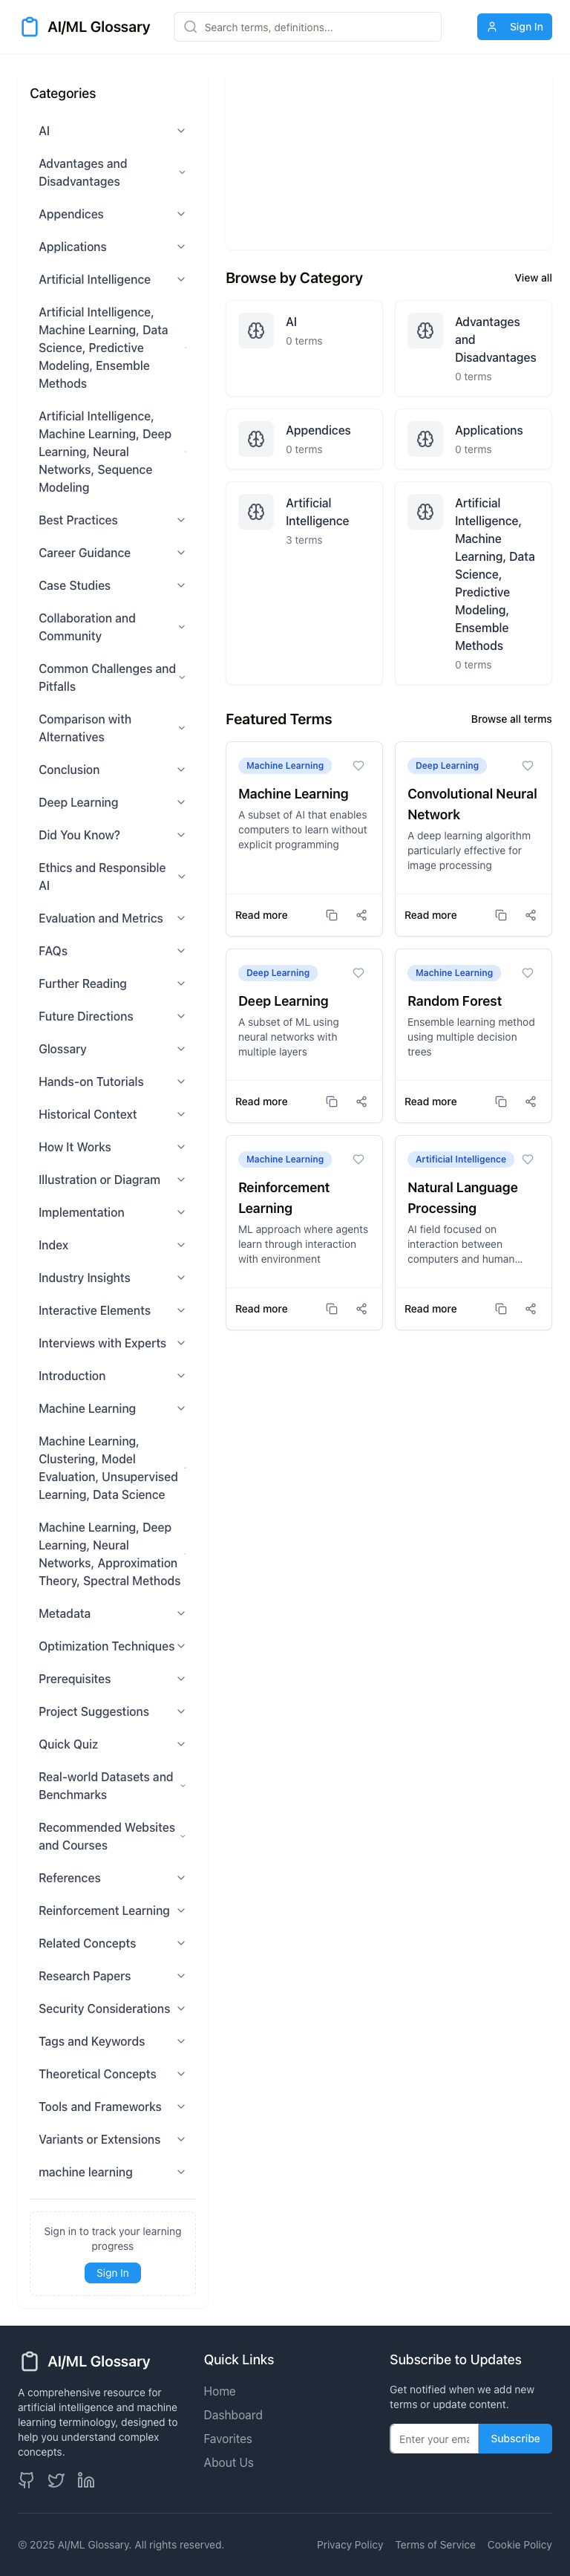 AI/ML Glossary
Search terms, definitions...
Sign In
Categories
AI
Advantages and
Disadvantages
Appendices
Applications
Artificial Intelligence
Artificial Intelligence,
Machine Learning, Data
Science, Predictive
Modeling, Ensemble
Methods
Artificial Intelligence,
Machine Learning, Deep
Learning, Neural
Networks, Sequence
Modeling
Best Practices
Career Guidance
Case Studies
Collaboration and
Community
Common Challenges and
Pitfalls
Comparison with
Alternatives
Conclusion
Deep Learning
Did You Know?
Ethics and Responsible
AI
Evaluation and Metrics
FAQs
Further Reading
Future Directions
Glossary
Hands-on Tutorials
Historical Context
How It Works
Illustration or Diagram
Implementation
Index
Industry Insights
Interactive Elements
Interviews with Experts
Introduction
Machine Learning
Machine Learning,
Clustering, Model
Evaluation, Unsupervised
Learning, Data Science
Machine Learning, Deep
Learning, Neural
Networks, Approximation
Theory, Spectral Methods
Metadata
Optimization Techniques
Prerequisites
Project Suggestions
Quick Quiz
Real-world Datasets and
Benchmarks
Recommended Websites
and Courses
References
Reinforcement Learning
Related Concepts
Research Papers
Security Considerations
Tags and Keywords
Theoretical Concepts
Tools and Frameworks
Variants or Extensions
machine learning
Sign in to track your learning
progress
Sign In
Browse by Category
View all
AI
0 terms
Advantages
and
Disadvantages
0 terms
Appendices
0 terms
Applications
0 terms
Artificial
Intelligence
3 terms
Artificial
Intelligence,
Machine
Learning, Data
Science,
Predictive
Modeling,
Ensemble
Methods
0 terms
Featured Terms
Browse all terms
Machine Learning
Machine Learning
A subset of AI that enables
computers to learn without
explicit programming
Read more
Deep Learning
Convolutional Neural
Network
A deep learning algorithm
particularly effective for
image processing
Read more
Deep Learning
Deep Learning
A subset of ML using
neural networks with
multiple layers
Read more
Machine Learning
Random Forest
Ensemble learning method
using multiple decision
trees
Read more
Machine Learning
Reinforcement
Learning
ML approach where agents
learn through interaction
with environment
Read more
Artificial Intelligence
Natural Language
Processing
AI field focused on
interaction between
computers and human...
Read more
AI/ML Glossary
A comprehensive resource for
artificial intelligence and machine
learning terminology, designed to
help you understand complex
concepts.
Quick Links
Home
Dashboard
Favorites
About Us
Subscribe to Updates
Get notified when we add new
terms or update content.
Enter your ema
Subscribe
© 2025 AI/ML Glossary. All rights reserved.
Privacy Policy
Terms of Service
Cookie Policy